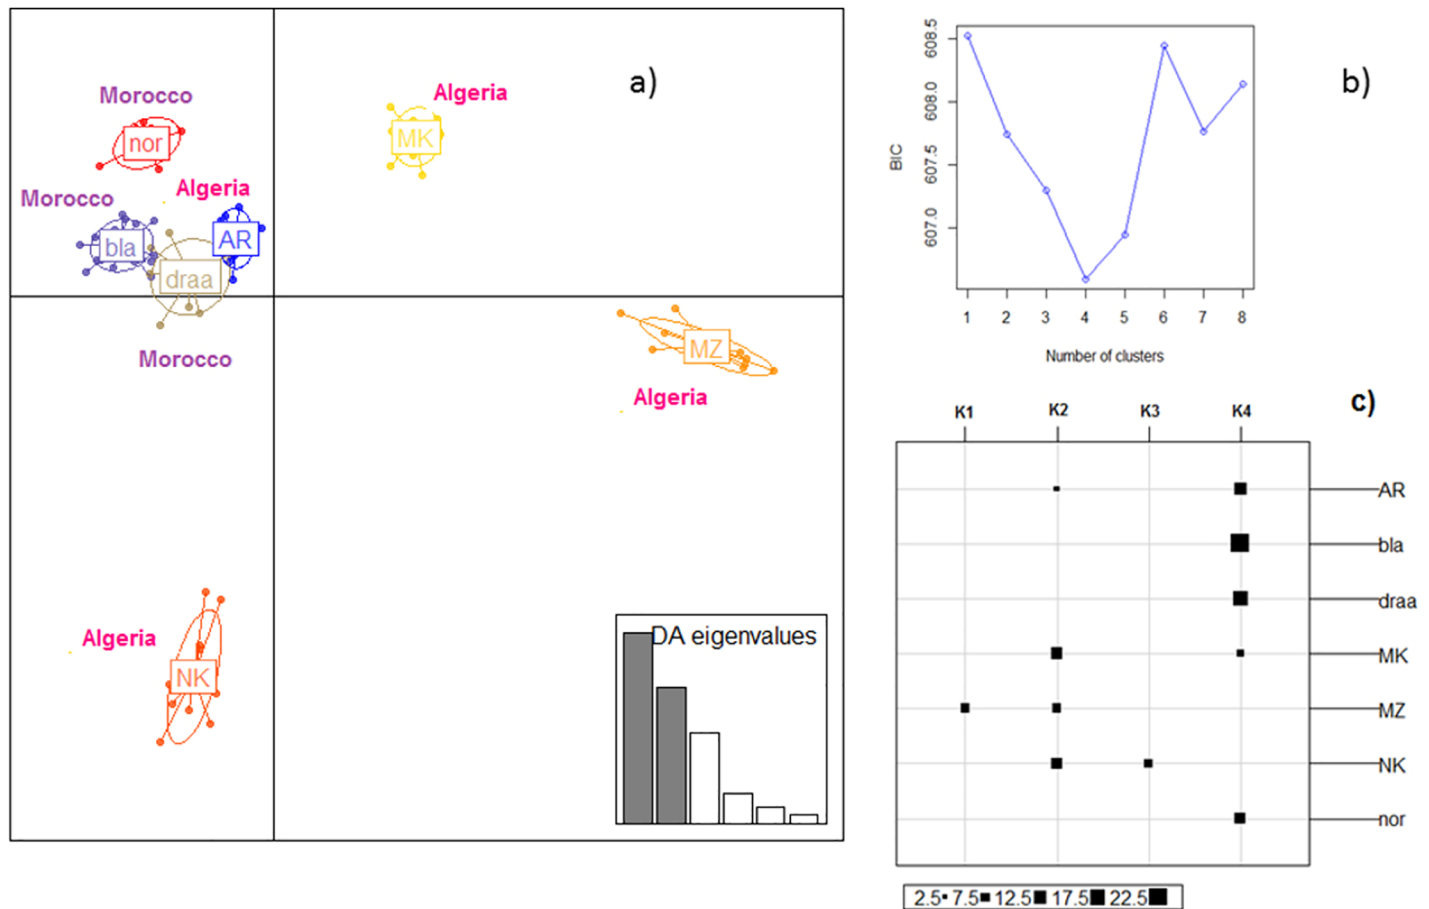 a)
Morocco
nor
Algeria
MK
Morocco
bla
Algeria
AR
draa
Morocco
MZ
Algeria
Algeria
NK
DA eigenvalues
b)
BIC
608.5
608.0
607.5
607.0
1 2 3 4 5 6 7 8
Number of clusters
c)
K1 K2 K3 K4
AR
bla
draa
MK
MZ
NK
nor
2.5 7.5 12.5 17.5 22.5